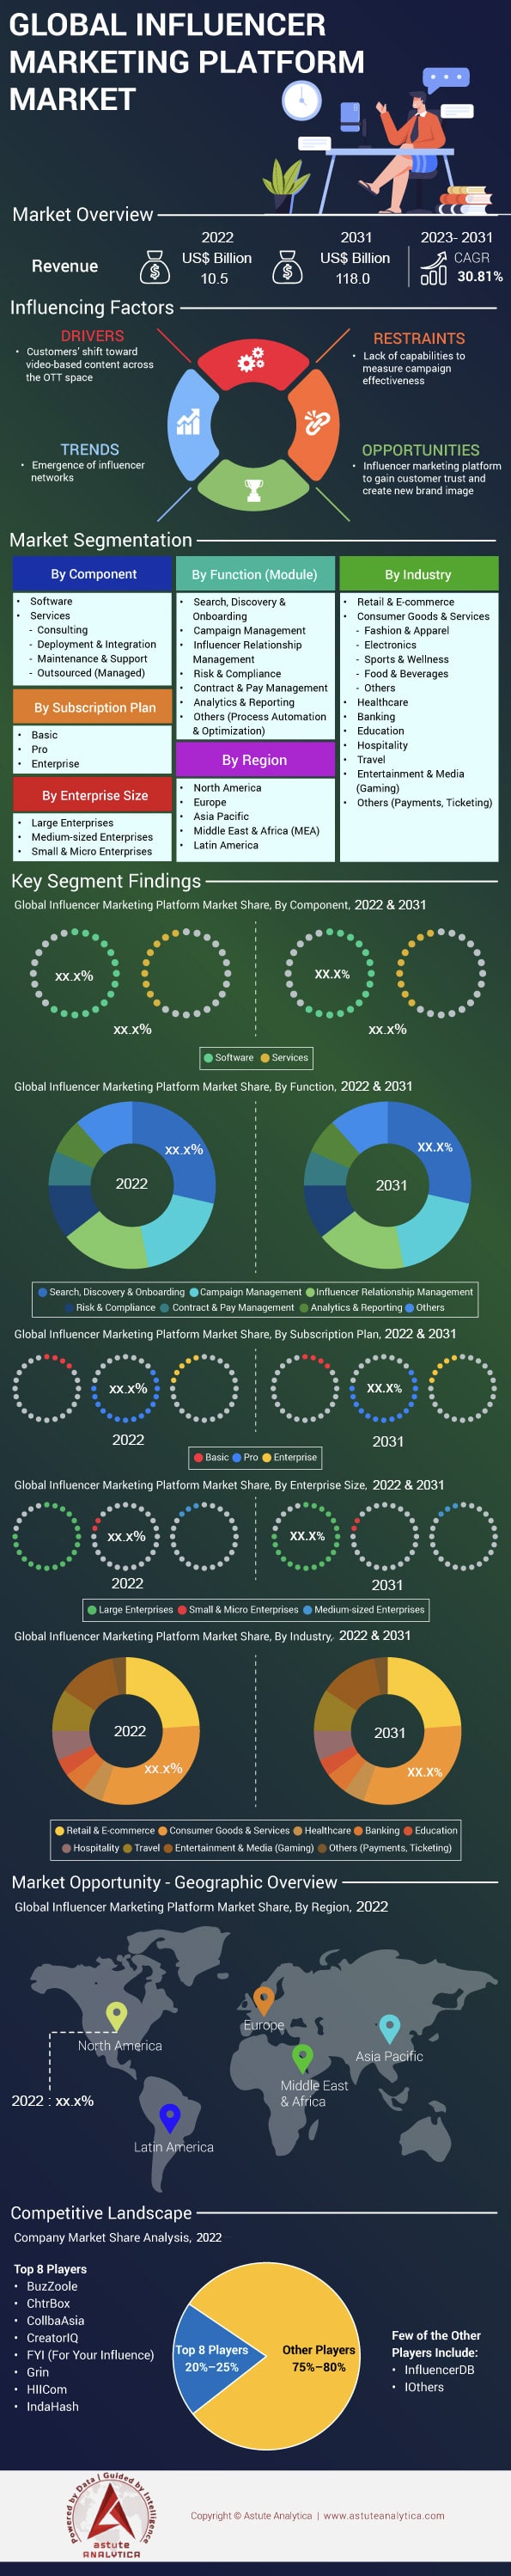 GLOBAL INFLUENCER
MARKETING PLATFORM
MARKET
Market Overview
Revenue
2022
US$ Billion
10.5
2031
US$ Billion
118.0
2023- 2031
CAGR
30.81%
Influencing Factors
DRIVERS
• Customers' shift toward
video-based content across
the OTT space
RESTRAINTS
• Lack of capabilities to
measure campaign
effectiveness
TRENDS
• Emergence of influencer
networks
OPPORTUNITIES
• Influencer marketing platform
to gain customer trust and
create new brand image
Market Segmentation
By Component
• Software
• Services
- Consulting
- Deployment & Integration
- Maintenance & Support
- Outsourced (Managed)
By Subscription Plan
• Basic
• Pro
• Enterprise
By Enterprise Size
• Large Enterprises
• Medium-sized Enterprises
• Small & Micro Enterprises
By Function (Module)
• Search, Discovery &
Onboarding
• Campaign Management
• Influencer Relationship
Management
• Risk & Compliance
• Contract & Pay Management
• Analytics & Reporting
• Others (Process Automation
& Optimization)
By Region
• North America
• Europe
• Asia Pacific
• Middle East & Africa (MEA)
• Latin America
By Industry
• Retail & E-commerce
• Consumer Goods & Services
- Fashion & Apparel
- Electronics
- Sports & Wellness
- Food & Beverages
- Others
• Healthcare
• Banking
• Education
• Hospitality
• Travel
• Entertainment & Media
(Gaming)
• Others (Payments, Ticketing)
Key Segment Findings
Global Influencer Marketing Platform Market Share, By Component, 2022 & 2031
xx.x%
XX.X%
xx.x%
xx.x%
Software Services
Global Influencer Marketing Platform Market Share, By Function, 2022 & 2031
xx.x%
2022
XX.X%
2031
Search, Discovery & Onboarding Campaign Management Influencer Relationship Management
Risk & Compliance Contract & Pay Management Analytics & Reporting Others
Global Influencer Marketing Platform Market Share, By Subscription Plan, 2022 & 2031
xx.x%
XX.X%
2022
2031
Basic Pro Enterprise
Global Influencer Marketing Platform Market Share, By Enterprise Size, 2022 & 2031
xx.x%
XX.X%
2022
2031
Large Enterprises Small & Micro Enterprises Medium-sized Enterprises
Global Influencer Marketing Platform Market Share, By Industry, 2022 & 2031
2022
xx.x%
2031
XX.X%
Retail & E-commerce Consumer Goods & Services Healthcare Banking Education
Hospitality Travel Entertainment & Media (Gaming) Others (Payments, Ticketing)
Market Opportunity - Geographic Overview
Global Influencer Marketing Platform Market Share, By Region, 2022
North America
Europe
Asia Pacific
Middle East
& Africa
2022 : xx.x%
Latin America
Competitive Landscape
Company Market Share Analysis, 2022
Top 8 Players
• BuzZoole
• ChtrBox
• CollbaAsia
• CreatorIQ
• FYI (For Your Influence)
• Grin
• HIICom
• IndaHash
Top 8 Players
20%–25%
Other Players
75%–80%
Few of the Other
Players Include:
• InfluencerDB
• IOthers
Powered by Data | Guided by Intelligence
astute
ANALYTICA
Copyright © Astute Analytica | www.astuteanalytica.com